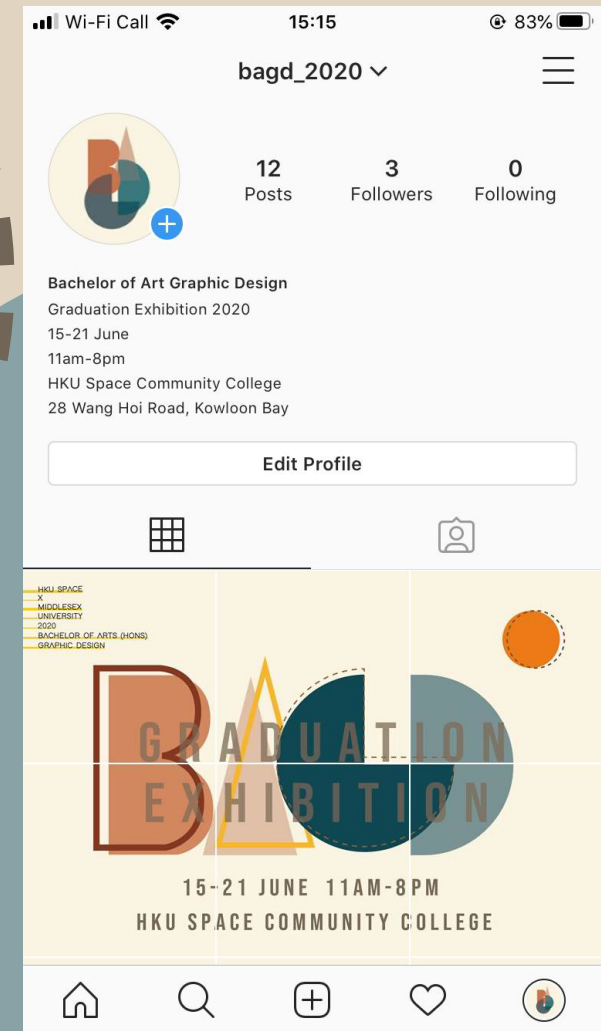 Wi-Fi Call 15:15 83%
bagd_2020
12 3 0
Posts Followers Following
Bachelor of Art Graphic Design
Graduation Exhibition 2020
15-21 June
11am-8pm
HKU Space Community College
28 Wang Hoi Road, Kowloon Bay
Edit Profile
HKU SPACE
X
MIDDLESEX
UNIVERSITY
2020
BACHELOR OF ARTS (HONS)
GRAPHIC DESIGN
BAGD
GRADUATION
EXHIBITION
15-21 JUNE 11AM-8PM
HKU SPACE COMMUNITY COLLEGE